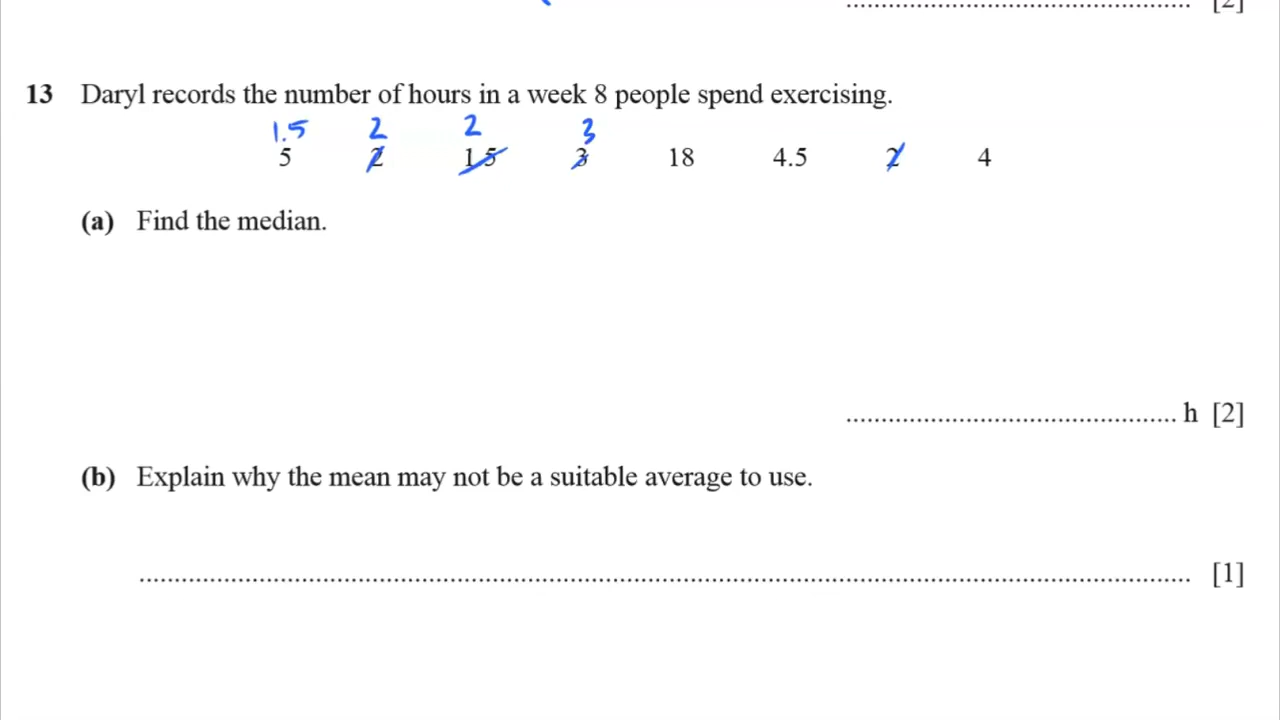 [2]
13 Daryl records the number of hours in a week 8 people spend exercising.
1.5 2 2 3
5 2 1.5 3 18 4.5 2 4
(a) Find the median.
................................................ h [2]
(b) Explain why the mean may not be a suitable average to use.
................................................................................................................................................ [1]